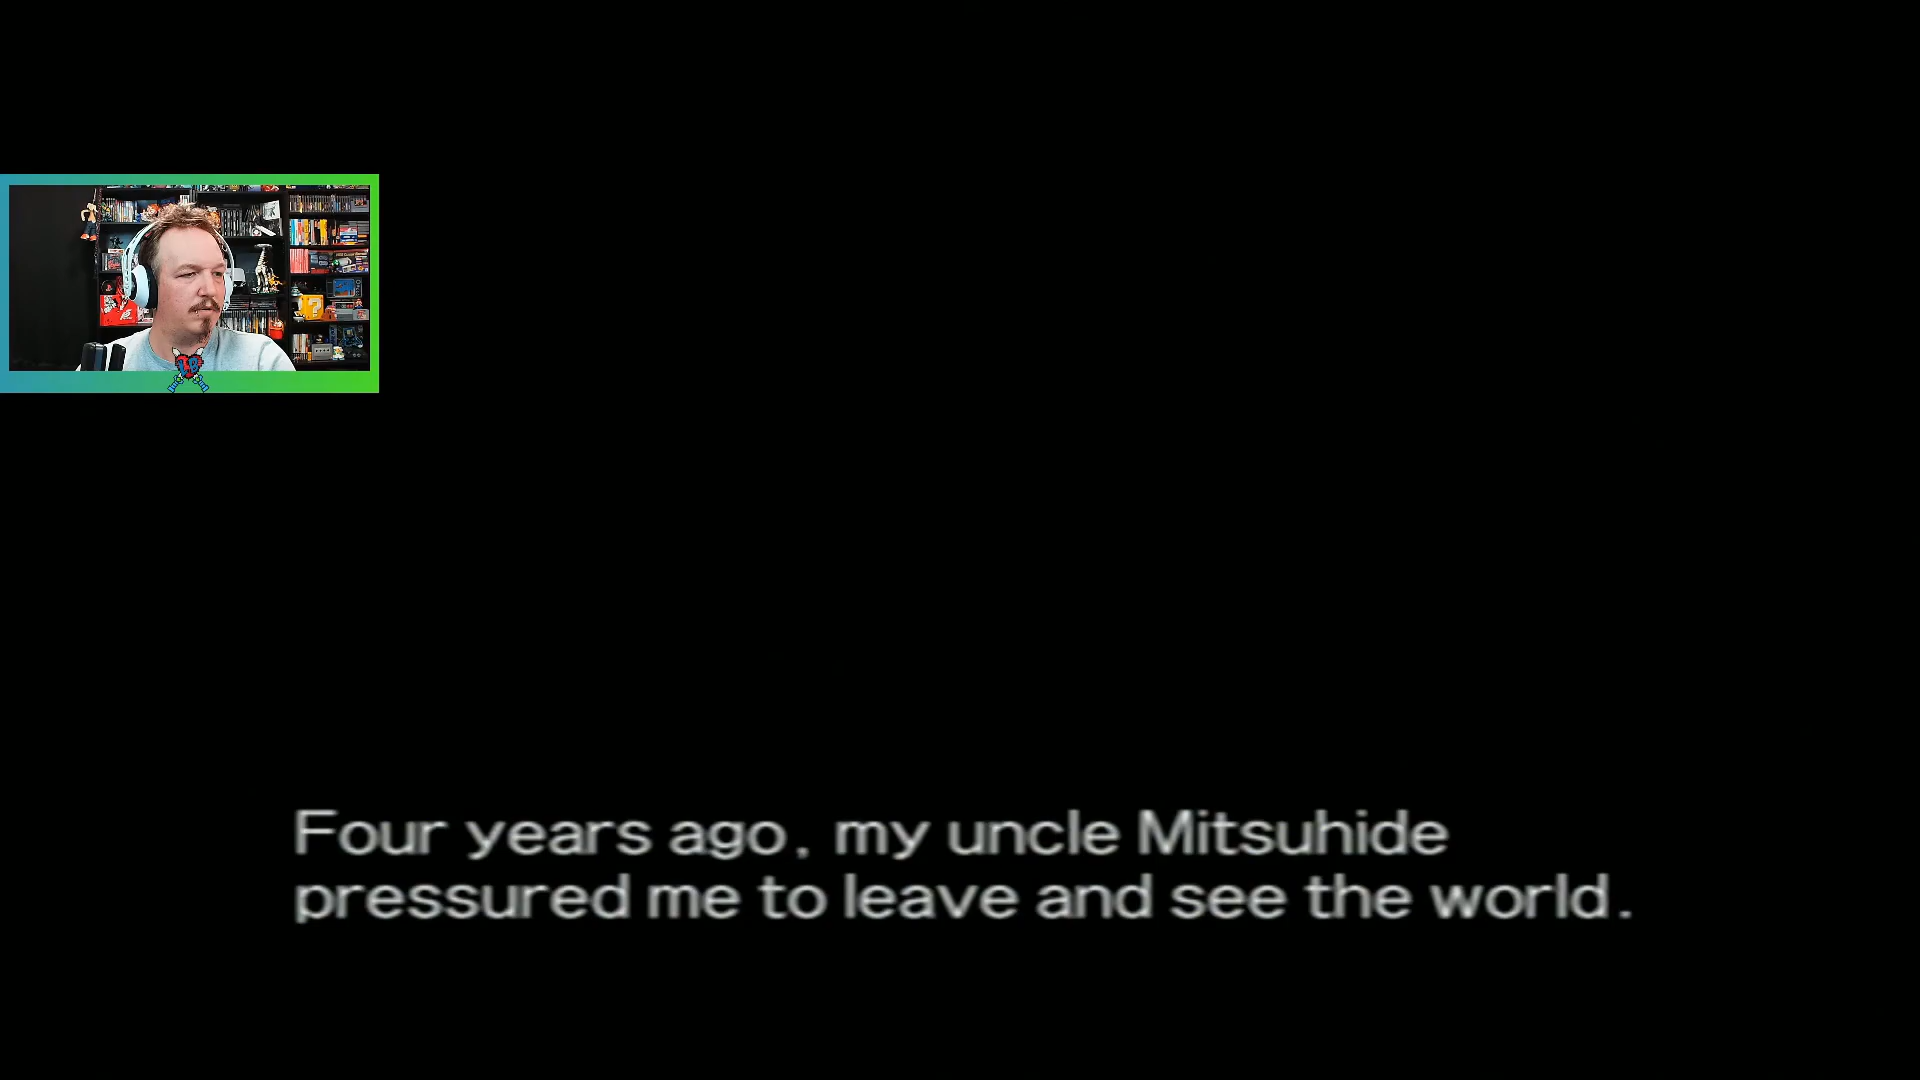 Four years ago, my uncle Mitsuhide
pressured me to leave and see the world.